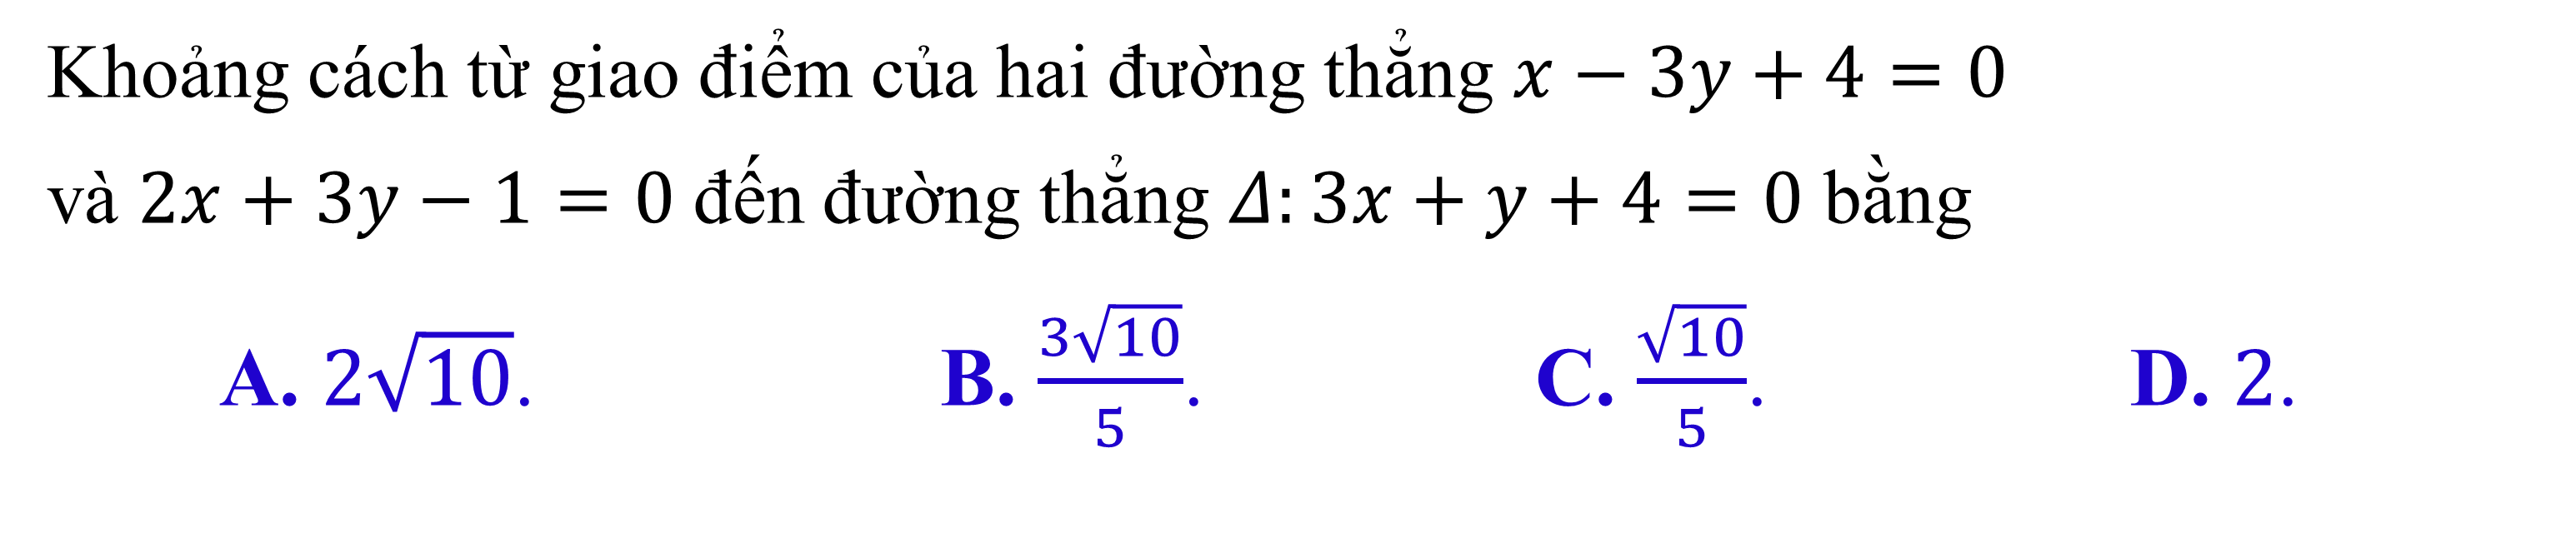 Khoảng cách từ giao điểm của hai đường thẳng x − 3y + 4 = 0
và 2x + 3y − 1 = 0 đến đường thẳng Δ: 3x + y + 4 = 0 bằng
A. 2√10. B. 3√10/5. C. √10/5. D. 2.